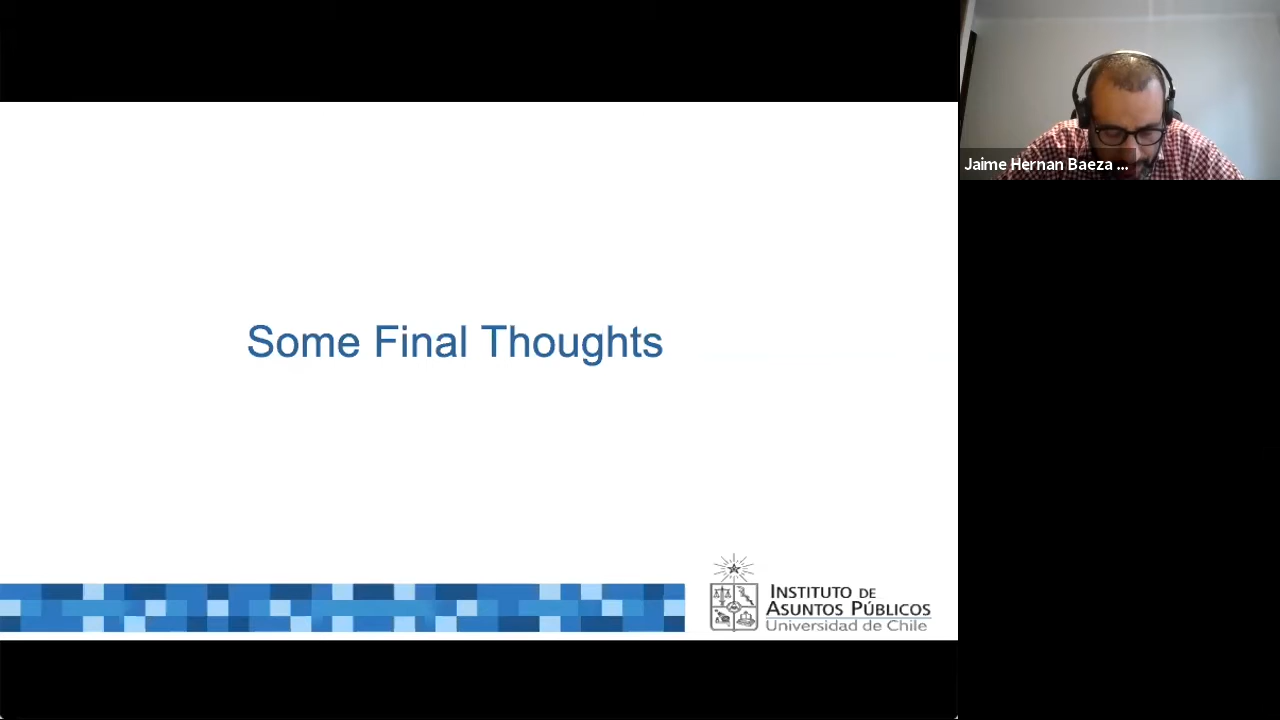 Some Final Thoughts
Jaime Hernan Baeza ...
INSTITUTO DE
ASUNTOS PÚBLICOS
Universidad de Chile